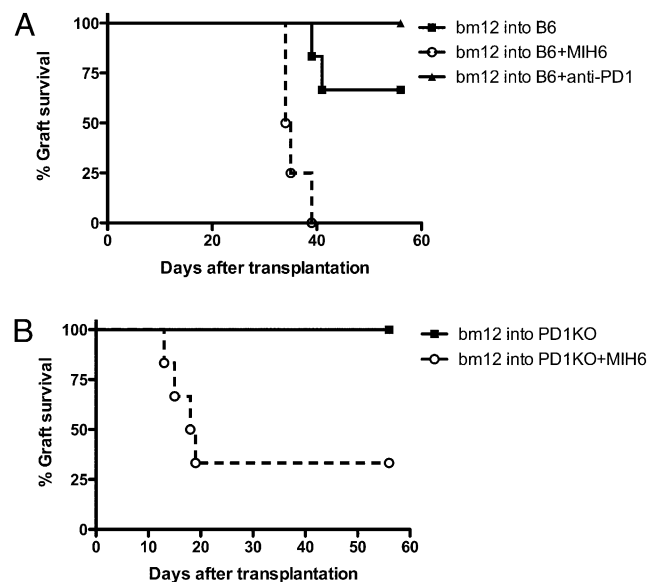 A
% Graft survival
100
75
50
25
0
0 20 40 60
Days after transplantation
bm12 into B6
bm12 into B6+MIH6
bm12 into B6+anti-PD1
B
% Graft survival
100
75
50
25
0
0 10 20 30 40 50 60
Days after transplantation
bm12 into PD1KO
bm12 into PD1KO+MIH6